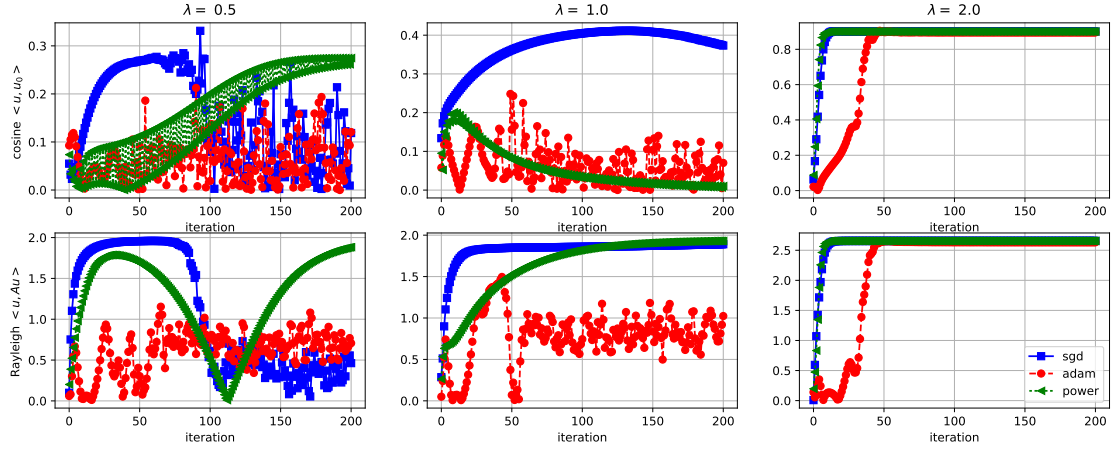 λ = 0.5
λ = 1.0
λ = 2.0
cosine < u, u₀ >
0.3
0.2
0.1
0.0
0 50 100 150 200
iteration
0.4
0.3
0.2
0.1
0.0
0 50 100 150 200
iteration
0.8
0.6
0.4
0.2
0.0
0 50 100 150 200
iteration
Rayleigh < u, Au >
2.0
1.5
1.0
0.5
0.0
0 50 100 150 200
iteration
2.0
1.5
1.0
0.5
0.0
0 50 100 150 200
iteration
2.5
2.0
1.5
1.0
0.5
0.0
0 50 100 150 200
iteration
sgd
adam
power